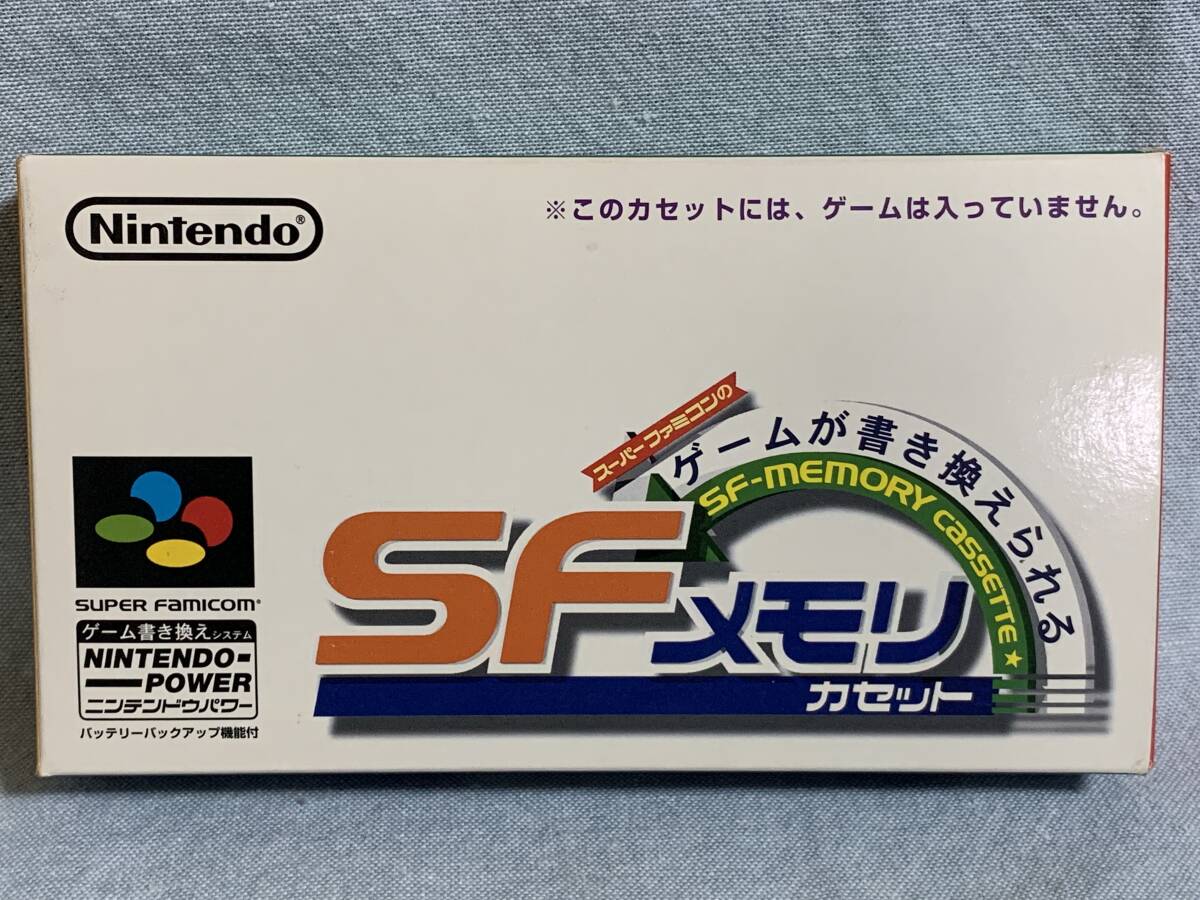 Nintendo®
※このカセットには、ゲームは入っていません。
スーパーファミコンの
ゲームが書き換えられる
SF-MEMORY CASSETTE★
SFメモリ
カセット
SUPER FAMICOM®
ゲーム書き換えシステム
NINTENDO-
POWER
ニンテンドウパワー
バッテリーバックアップ機能付